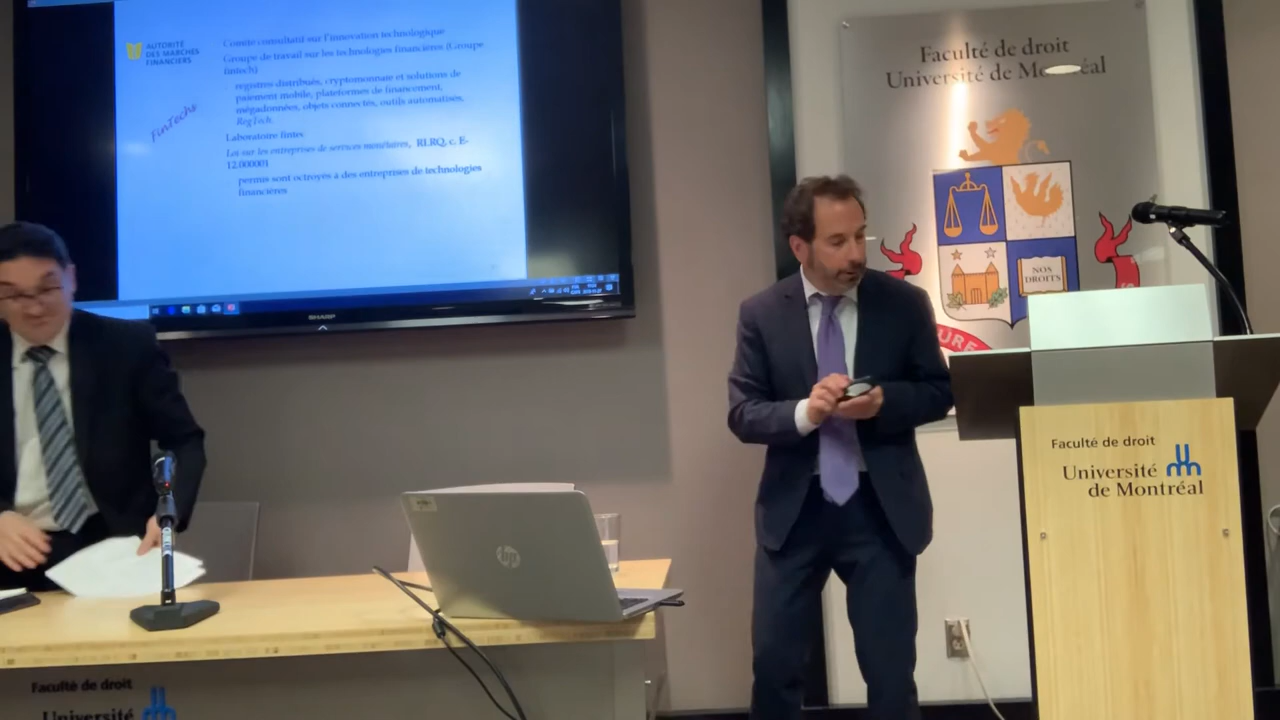 AUTORITÉ
DES MARCHÉS
FINANCIERS
FinTechs
Comité consultatif sur l'innovation technologique
Groupe de travail sur les technologies financières (Groupe
fintech)
registres distribués, cryptomonnaie et solutions de
paiement mobile, plateformes de financement,
mégadonnées, objets connectés, outils automatisés,
RegTech.
Laboratoire fintec
Loi sur les entreprises de services monétaires, RLRQ, c. E-
12.000001
permis sont octroyés à des entreprises de technologies
financières
SHARP
Faculté de droit
Université de Montréal
NOS
DROITS
hp
Faculté de droit
Université
de Montréal
Faculté de droit
Université